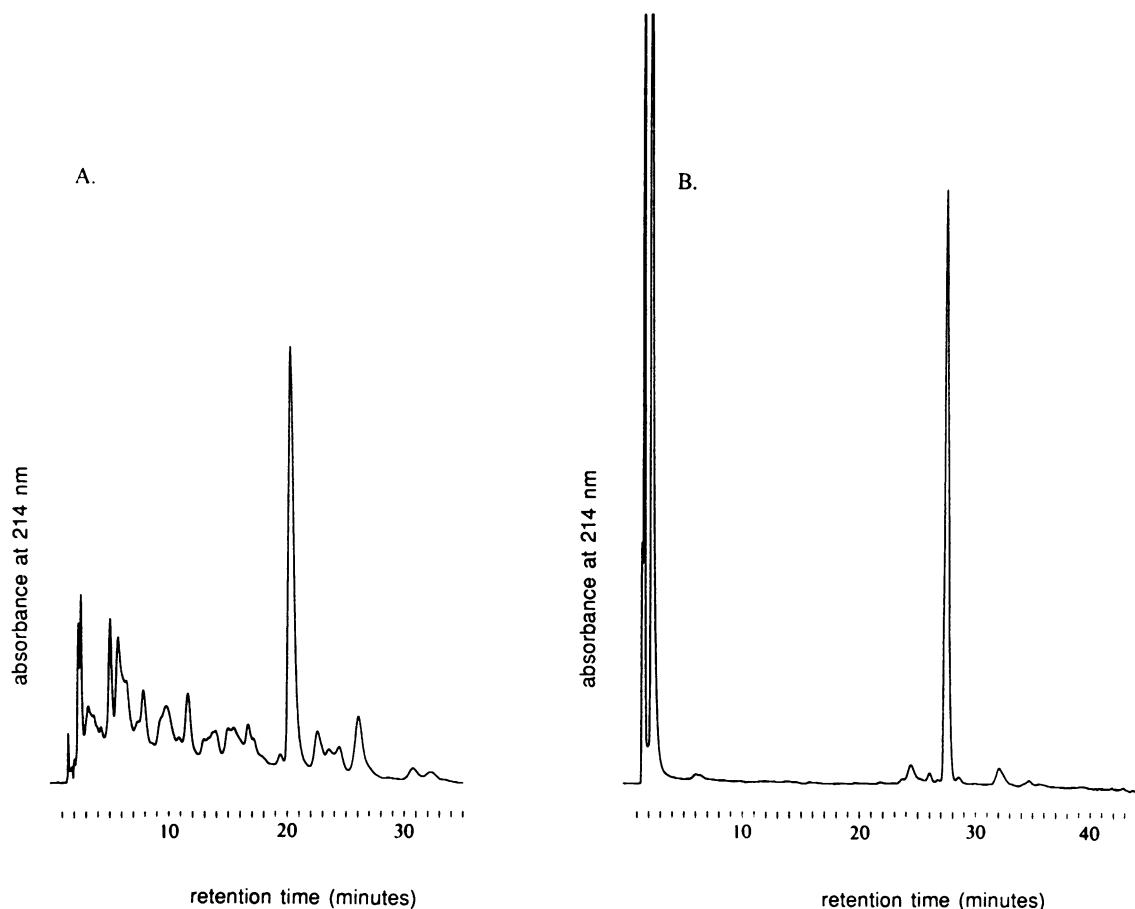 A.
absorbance at 214 nm
10 20 30
retention time (minutes)
B.
absorbance at 214 nm
10 20 30 40
retention time (minutes)